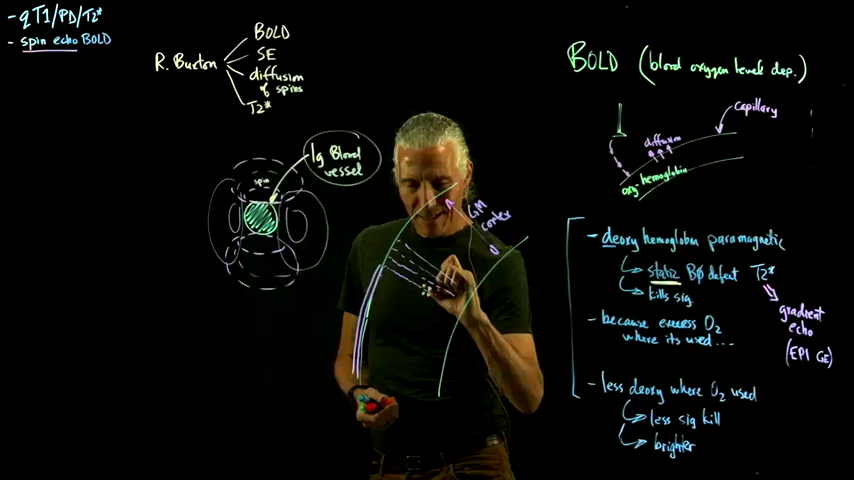 - qT1/PD/T2*
- spin echo BOLD
R. Buxton
BOLD
SE
diffusion
of spins
T2*
spin
lg Blood
vessel
GM
cortex
BOLD (blood oxygen level dep.)
capillary
diffusion
oxy-hemoglobin
- deoxy hemoglobin paramagnetic
static B0 defect T2*
kills sig.
gradient
echo
(EPI GE)
- because excess O2
where its used...
- less deoxy where O2 used
less sig kill
brighter